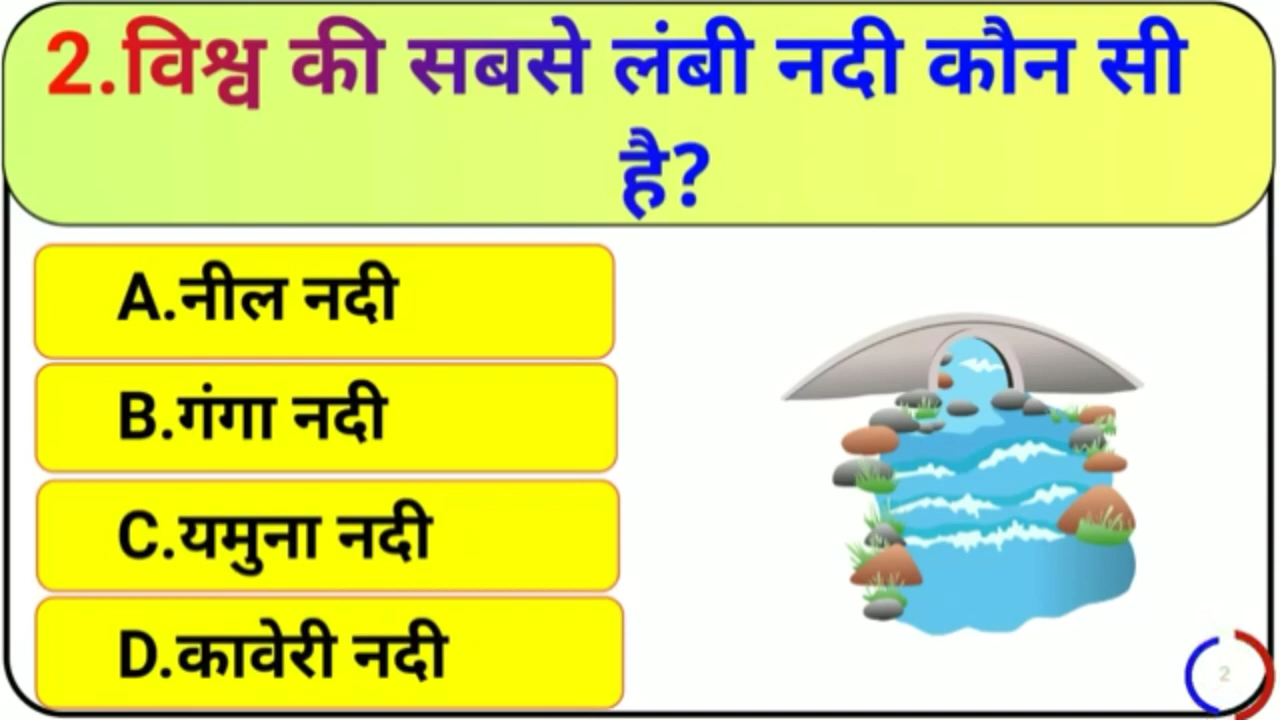 2.विश्व की सबसे लंबी नदी कौन सी
है?
A.नील नदी
B.गंगा नदी
C.यमुना नदी
D.कावेरी नदी
2